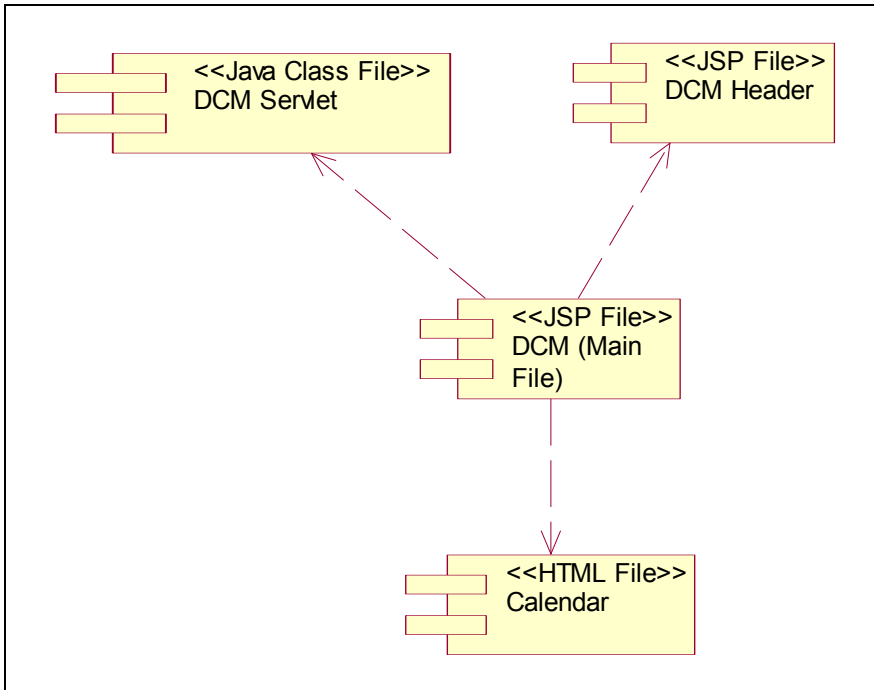 <<Java Class File>>
DCM Servlet
<<JSP File>>
DCM Header
<<JSP File>>
DCM (Main
File)
<<HTML File>>
Calendar